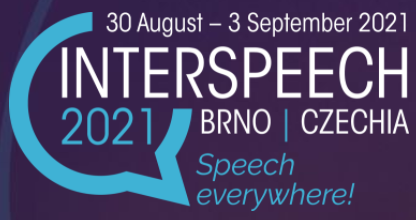 30 August – 3 September 2021
INTERSPEECH
2021 BRNO | CZECHIA
Speech
everywhere!